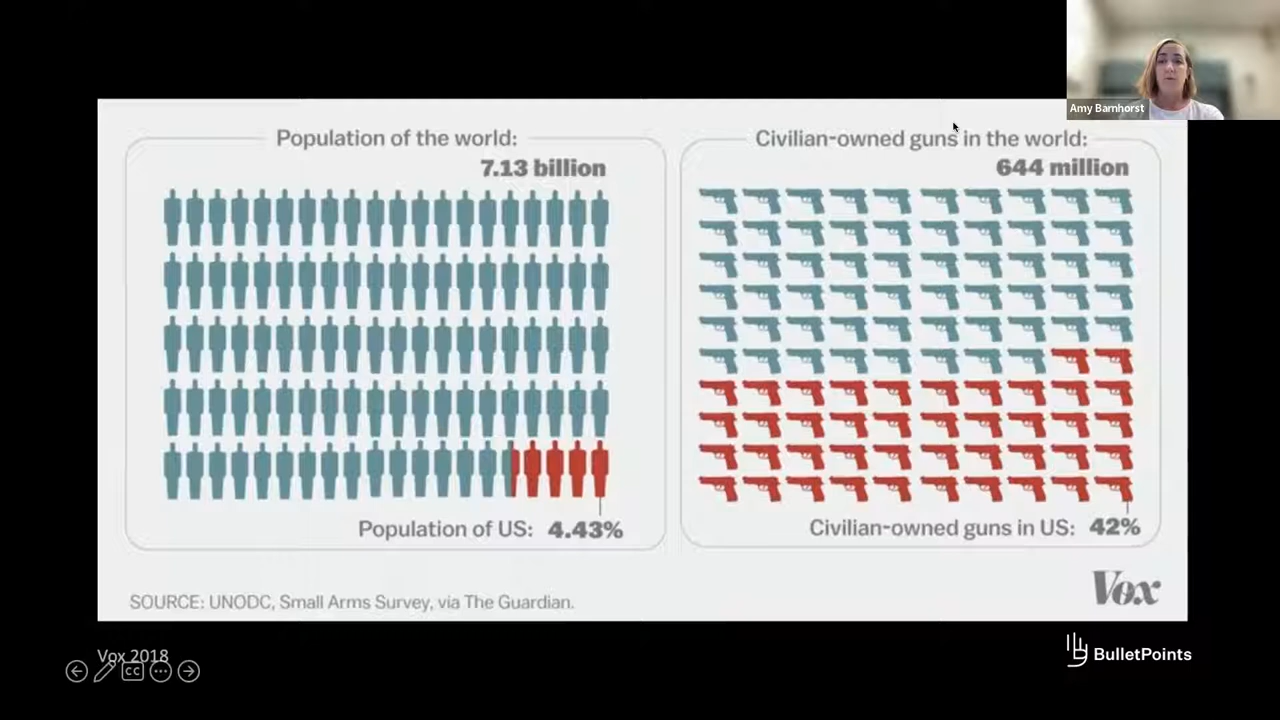 Amy Barnhorst
Population of the world:
7.13 billion
Population of US: 4.43%
Civilian-owned guns in the world:
644 million
Civilian-owned guns in US: 42%
SOURCE: UNODC, Small Arms Survey, via The Guardian.
Vox
Vox 2018
CC
BulletPoints